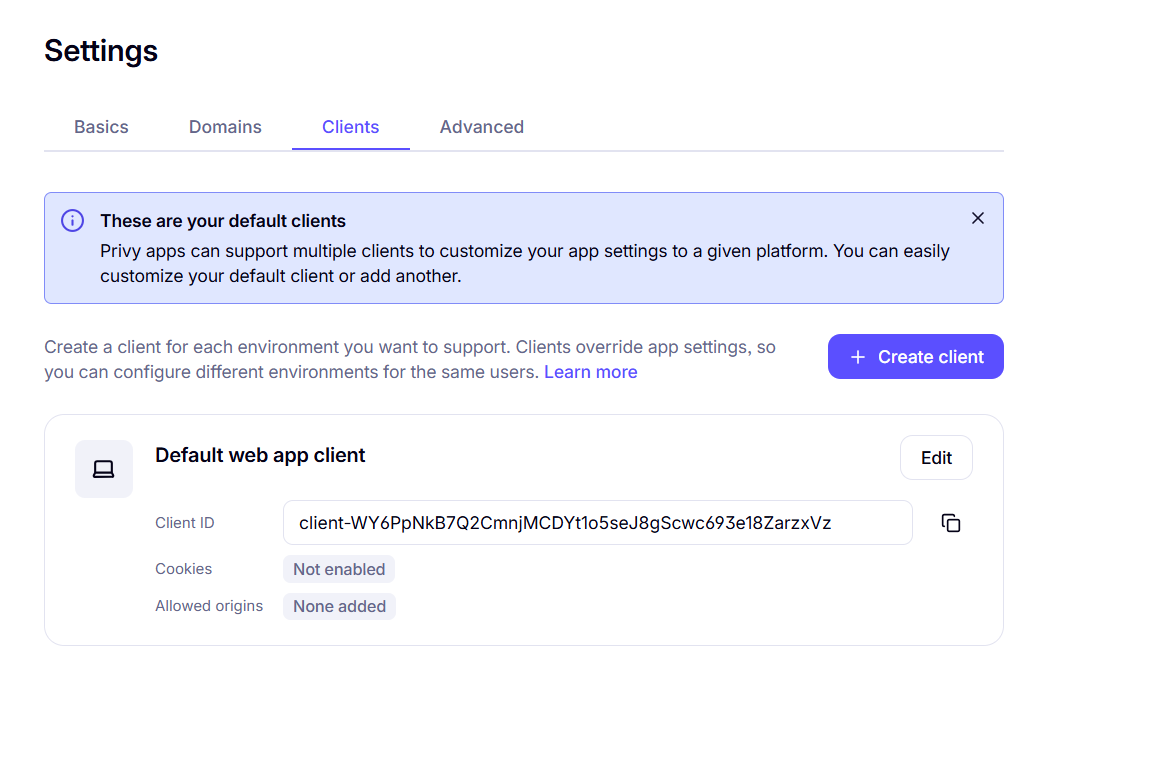 Settings
Basics
Domains
Clients
Advanced
These are your default clients
Privy apps can support multiple clients to customize your app settings to a given platform. You can easily
customize your default client or add another.
Create a client for each environment you want to support. Clients override app settings, so
you can configure different environments for the same users. Learn more
Create client
Default web app client
Edit
Client ID
client-WY6PpNkB7Q2CmnjMCDYt1o5seJ8gScwc693e18ZarzxVz
Cookies
Not enabled
Allowed origins
None added